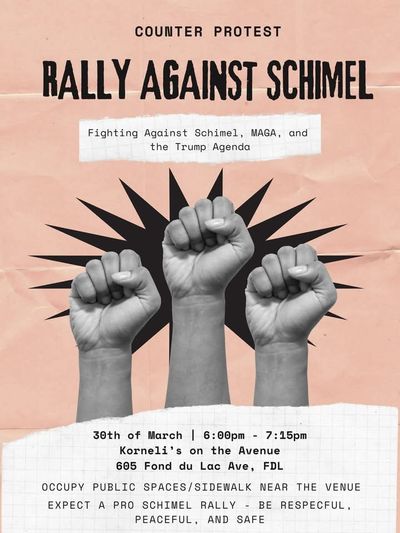 COUNTER PROTEST
RALLY AGAINST SCHIMEL
Fighting Against Schimel, MAGA, and
the Trump Agenda
30th of March | 6:00pm - 7:15pm
Korneli's on the Avenue
605 Fond du Lac Ave, FDL
OCCUPY PUBLIC SPACES/SIDEWALK NEAR THE VENUE
EXPECT A PRO SCHIMEL RALLY - BE RESPECFUL,
PEACEFUL, AND SAFE